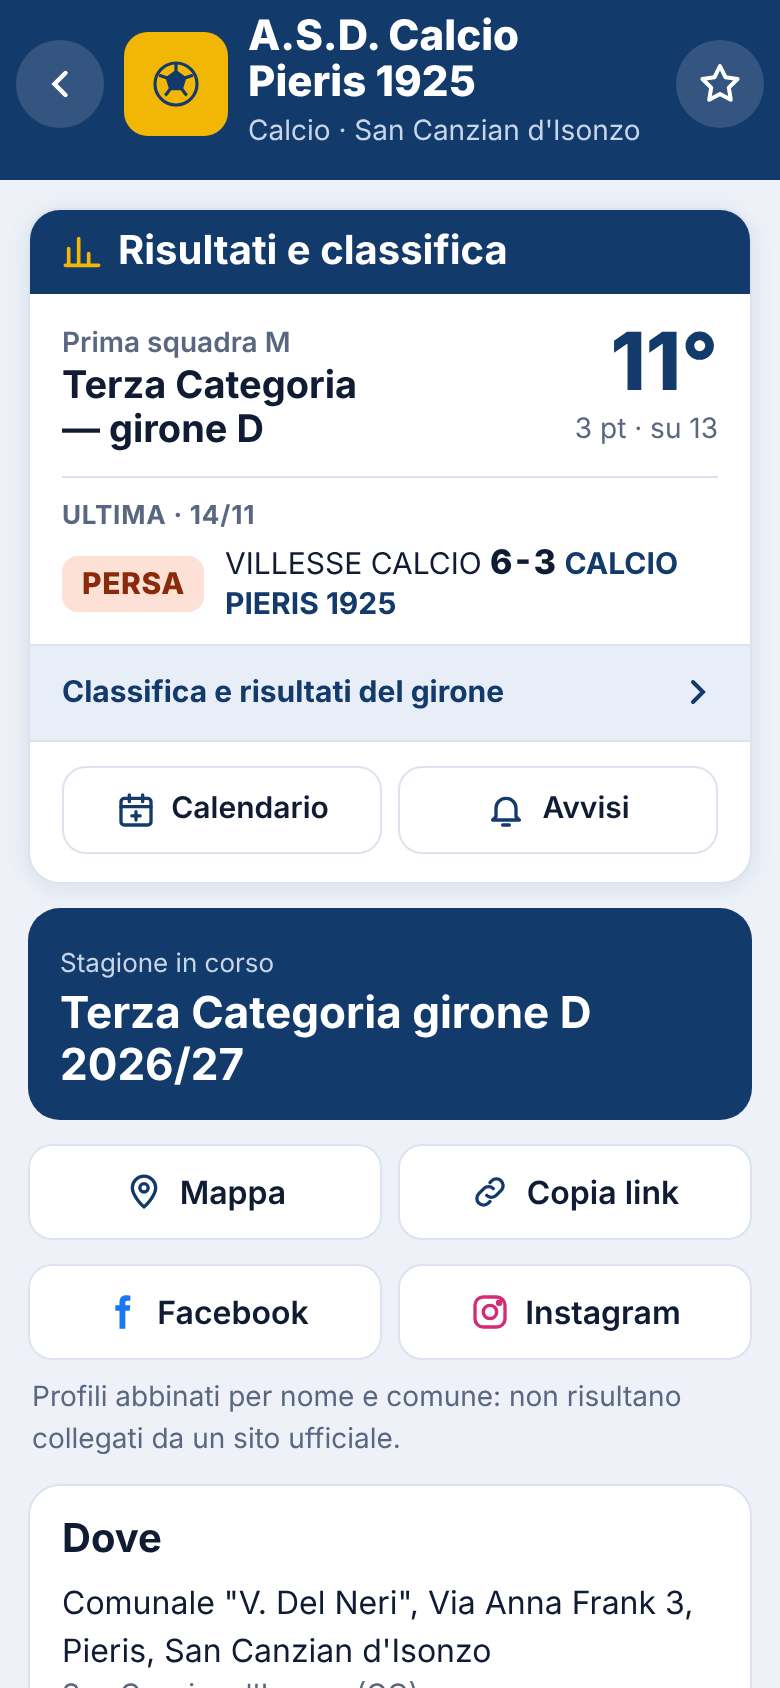 A.S.D. Calcio
Pieris 1925
Calcio · San Canzian d'Isonzo
Risultati e classifica
Prima squadra M
Terza Categoria
— girone D
11°
3 pt · su 13
ULTIMA · 14/11
PERSA
VILLESSE CALCIO 6-3 CALCIO
PIERIS 1925
Classifica e risultati del girone
Calendario
Avvisi
Stagione in corso
Terza Categoria girone D
2026/27
Mappa
Copia link
Facebook
Instagram
Profili abbinati per nome e comune: non risultano
collegati da un sito ufficiale.
Dove
Comunale "V. Del Neri", Via Anna Frank 3,
Pieris, San Canzian d'Isonzo